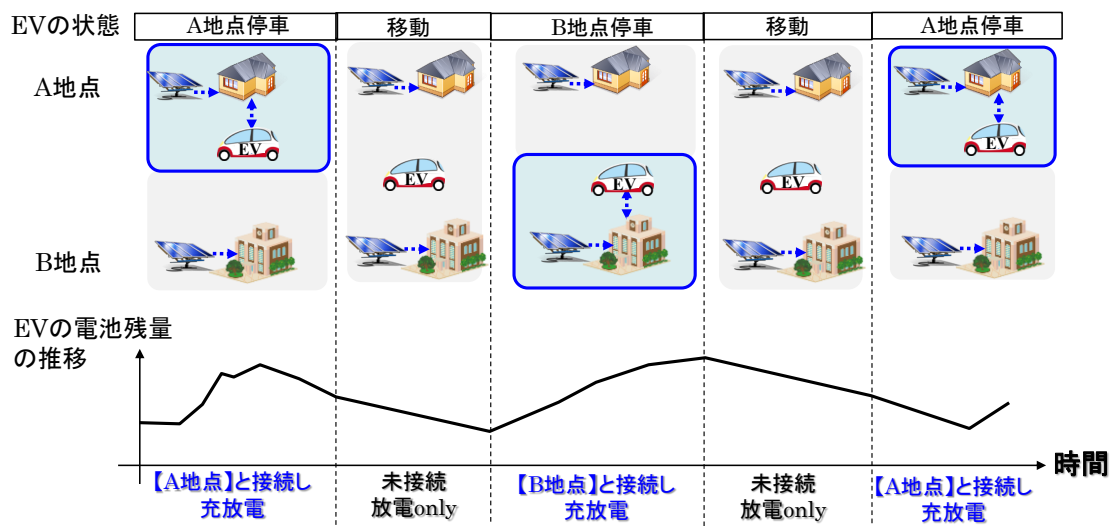 EVの状態
A地点停車
移動
B地点停車
移動
A地点停車
A地点
EV
EV
EV
EV
EV
B地点
EVの電池残量
の推移
時間
【A地点】と接続し
充放電
未接続
放電only
【B地点】と接続し
充放電
未接続
放電only
【A地点】と接続し
充放電